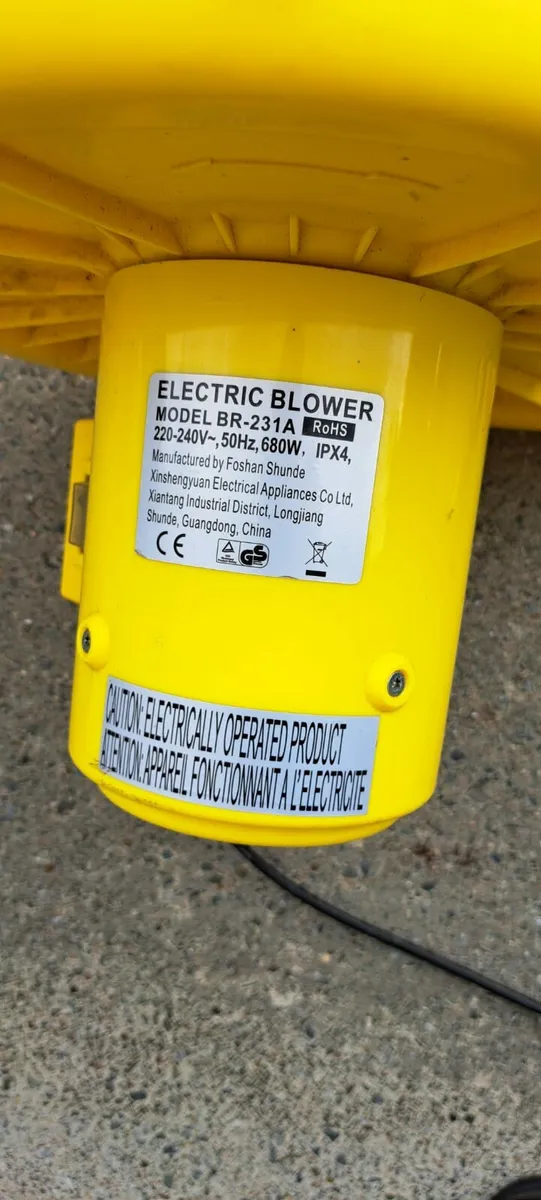 ELECTRIC BLOWER
MODEL BR-231A RoHS
220-240V~,50Hz,680W, IPX4,
Manufactured by Foshan Shunde
Xinshengyuan Electrical Appliances Co Ltd,
Xiantang Industrial District, Longjiang
Shunde, Guangdong, China
CE GS
CAUTION: ELECTRICALLY OPERATED PRODUCT
ATENTION: APPAREIL FONCTIONNANT A L'ELECTRICITE